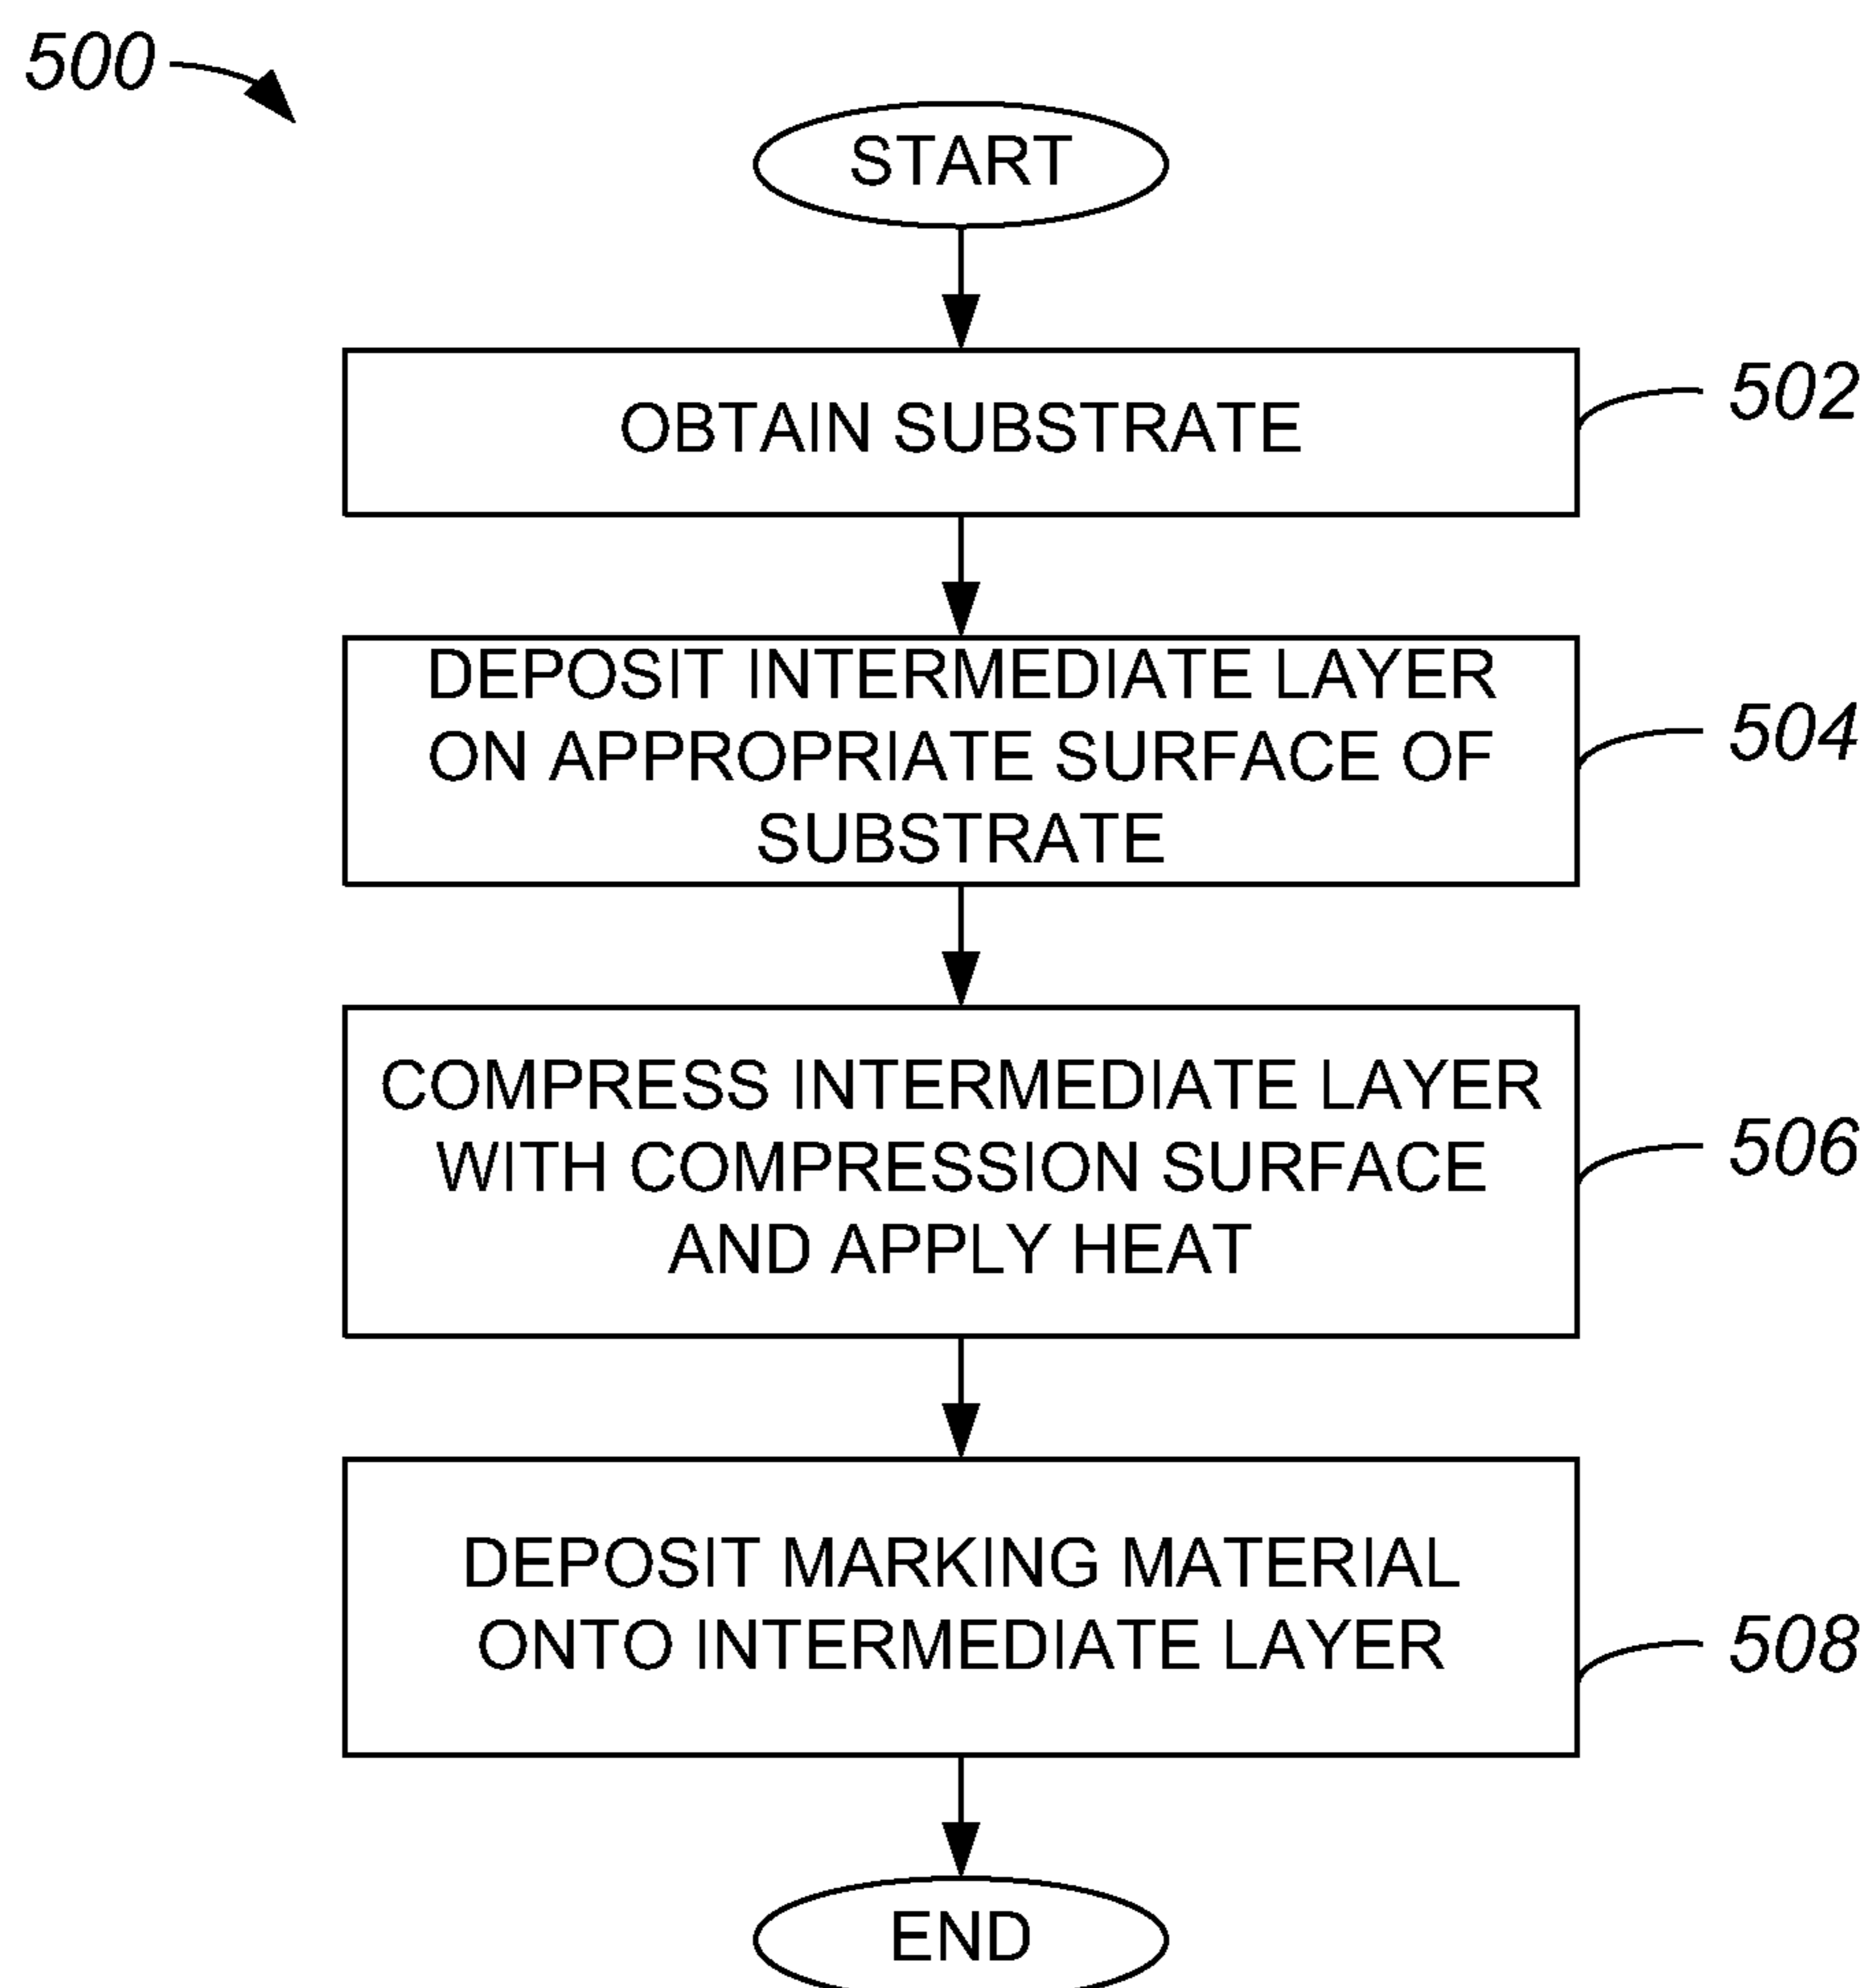 500
START
OBTAIN SUBSTRATE
502
DEPOSIT INTERMEDIATE LAYER
ON APPROPRIATE SURFACE OF
SUBSTRATE
504
COMPRESS INTERMEDIATE LAYER
WITH COMPRESSION SURFACE
AND APPLY HEAT
506
DEPOSIT MARKING MATERIAL
ONTO INTERMEDIATE LAYER
508
END